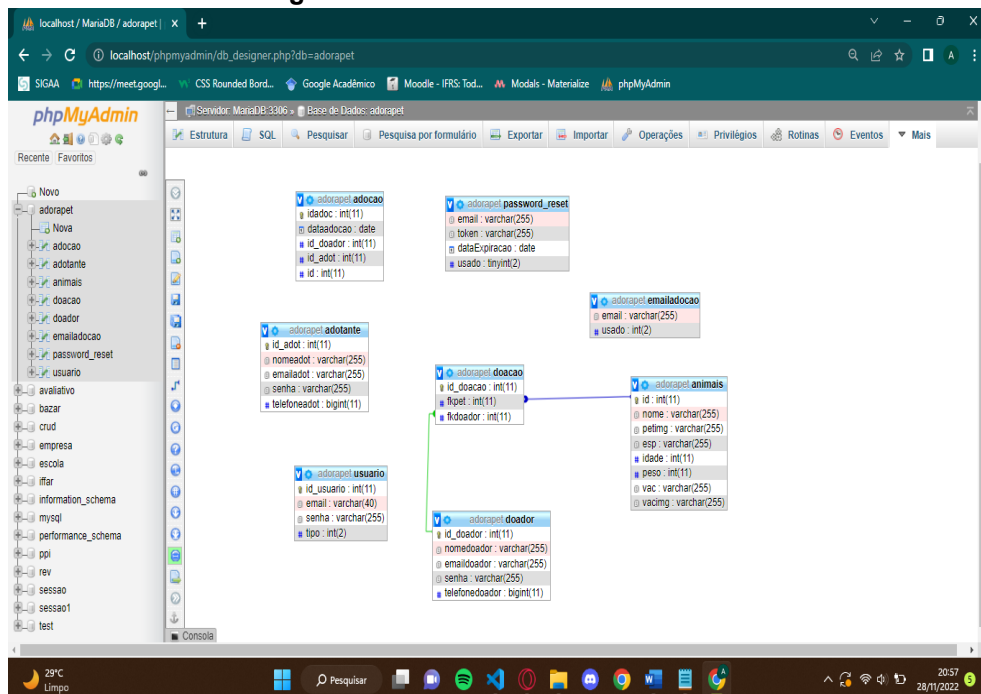 localhost / MariaDB / adorapet |
localhost/phpmyadmin/db_designer.php?db=adorapet
SIGAA https://meet.googl... CSS Rounded Bord... Google Acadêmico Moodle - IFRS: Tod... Modals - Materialize phpMyAdmin
phpMyAdmin
Recente Favoritos
Novo
adorapet
Nova
adocao
adotante
animais
doacao
doador
emailadocao
password_reset
usuario
avaliativo
bazar
crud
empresa
escola
iffar
information_schema
mysql
performance_schema
ppi
rev
sessao
sessao1
test
Servidor: MariaDB:3306 » Base de Dados: adorapet
Estrutura SQL Pesquisar Pesquisa por formulário Exportar Importar Operações Privilégios Rotinas Eventos Mais
adorapet adocao
idadoc : int(11)
dataadocao : date
id_doador : int(11)
id_adot : int(11)
id : int(11)
adorapet password_reset
email : varchar(255)
token : varchar(255)
dataExpiracao : date
usado : tinyint(2)
adorapet emailadocao
email : varchar(255)
usado : int(2)
adorapet adotante
id_adot : int(11)
nomeadot : varchar(255)
emailadot : varchar(255)
senha : varchar(255)
telefoneadot : bigint(11)
adorapet doacao
id_doacao : int(11)
fkpet : int(11)
fkdoador : int(11)
adorapet animais
id : int(11)
nome : varchar(255)
petimg : varchar(255)
esp : varchar(255)
idade : int(11)
peso : int(11)
vac : varchar(255)
vacimg : varchar(255)
adorapet usuario
id_usuario : int(11)
email : varchar(40)
senha : varchar(255)
tipo : int(2)
adorapet doador
id_doador : int(11)
nomedoador : varchar(255)
emaildoador : varchar(255)
senha : varchar(255)
telefonedoador : bigint(11)
Consola
29°C
Limpo
Pesquisar
20:57
28/11/2022
5